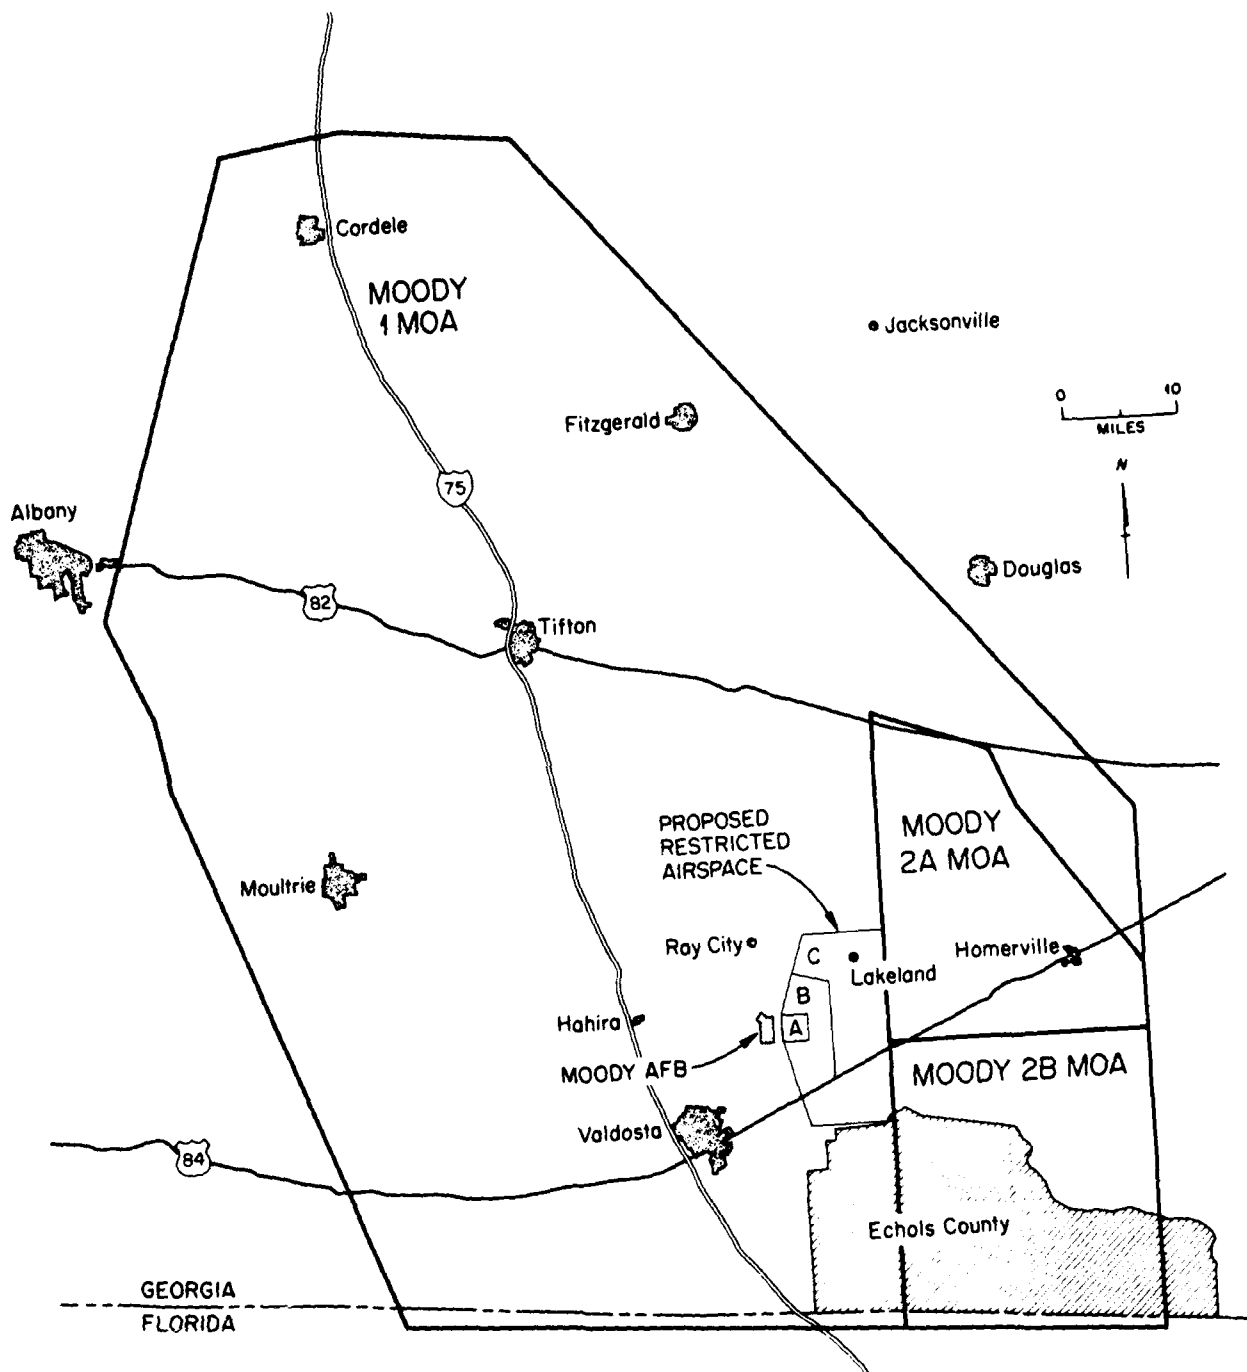 Cordele
MOODY
1 MOA
Jacksonville
0 10
MILES
Fitzgerald
N
75
Albany
Douglas
82
Tifton
PROPOSED
RESTRICTED
AIRSPACE
MOODY
2A MOA
Moultrie
Ray City
C
Lakeland
Homerville
B
Hahira
A
MOODY AFB
MOODY 2B MOA
Valdosta
84
Echols County
GEORGIA
FLORIDA